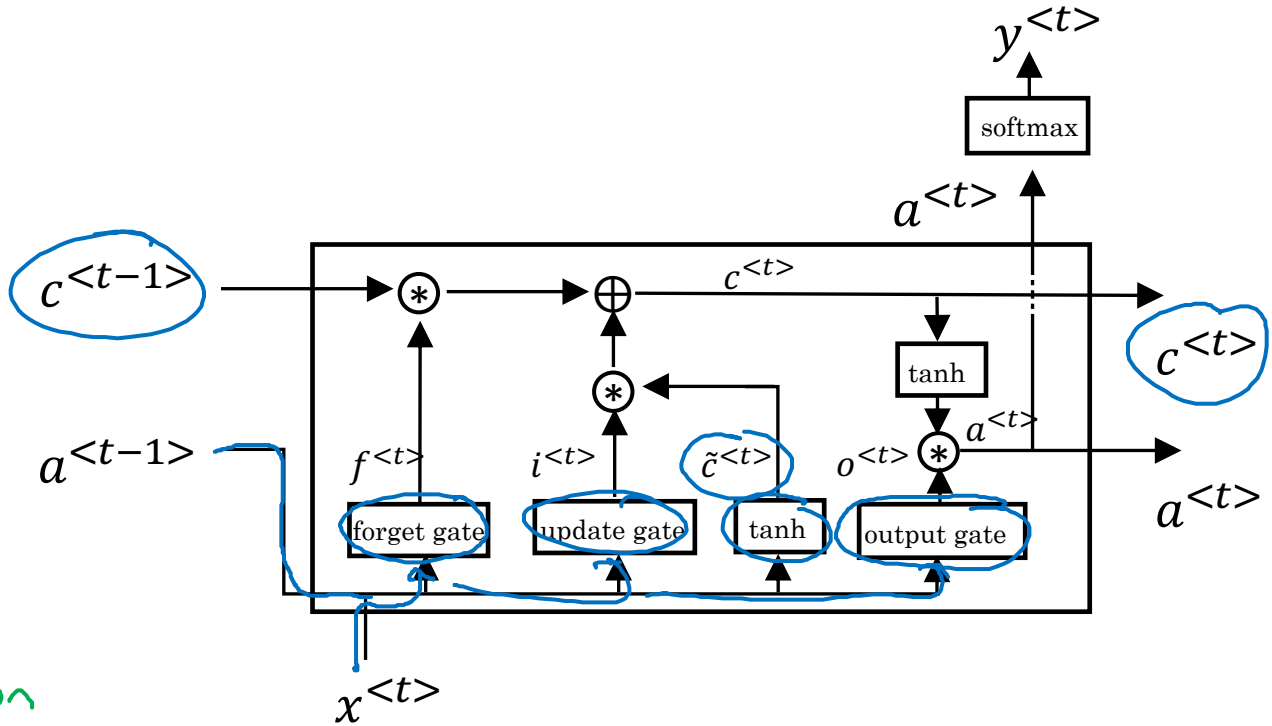 y<t>
softmax
a<t>
c<t−1>
c<t>
c<t>
tanh
a<t−1>
f<t>
i<t>
c̃<t>
o<t>
a<t>
a<t>
forget gate
update gate
tanh
output gate
x<t>